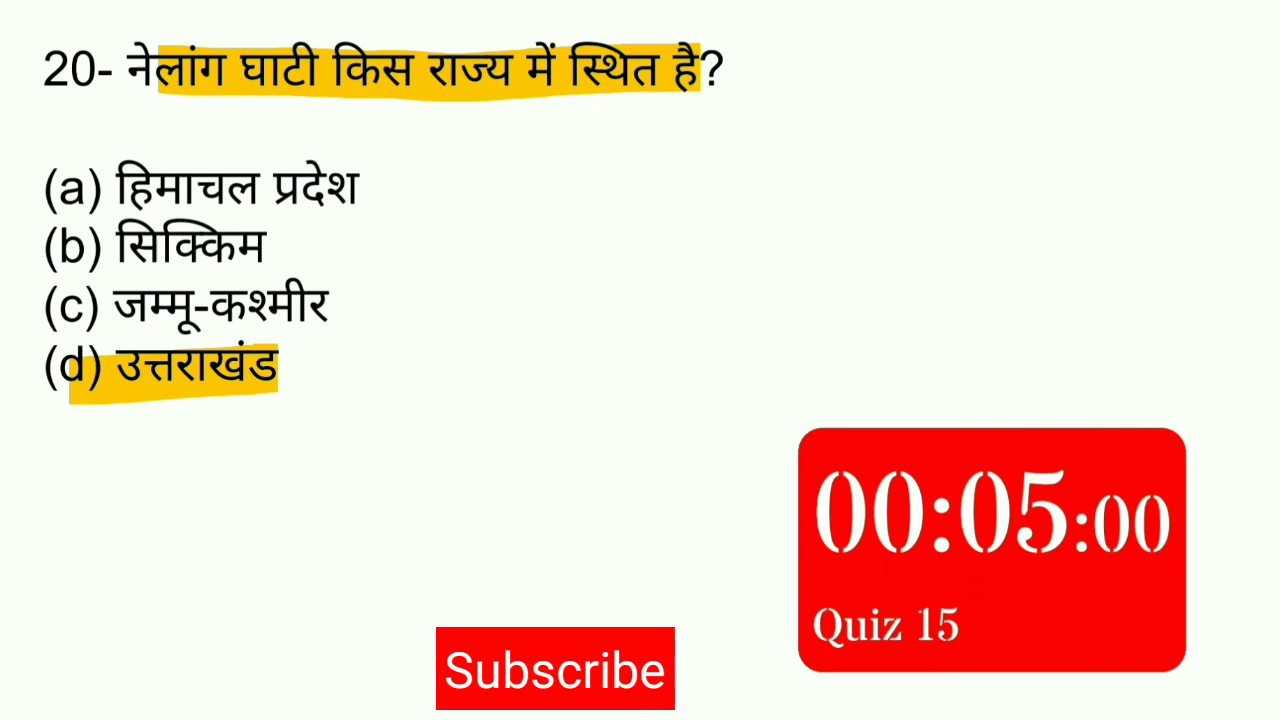 20- नेलांग घाटी किस राज्य में स्थित है?
(a) हिमाचल प्रदेश
(b) सिक्किम
(c) जम्मू-कश्मीर
(d) उत्तराखंड
00:05:00
Quiz 15
Subscribe